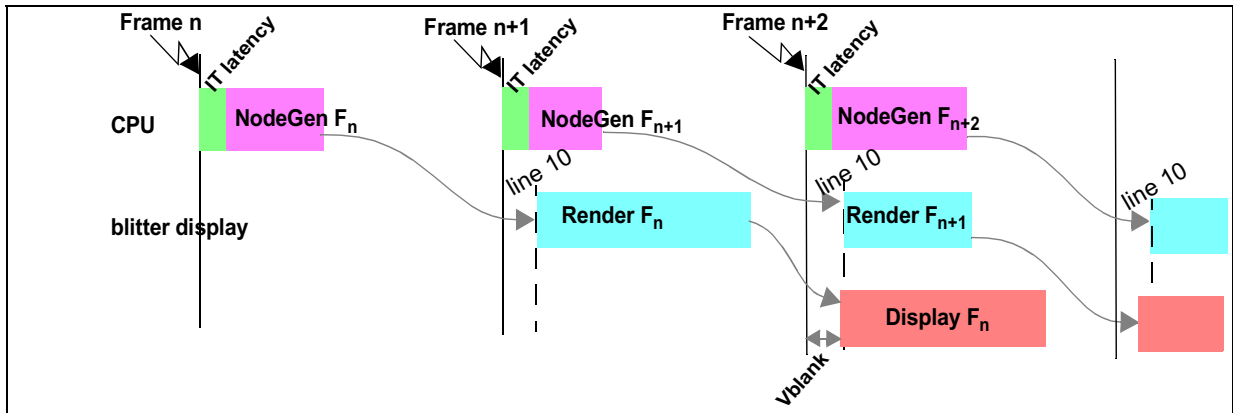 Frame n
Frame n+1
Frame n+2
IT latency
IT latency
IT latency
CPU
NodeGen Fn
NodeGen Fn+1
NodeGen Fn+2
line 10
line 10
line 10
blitter display
Render Fn
Render Fn+1
Display Fn
Vblank